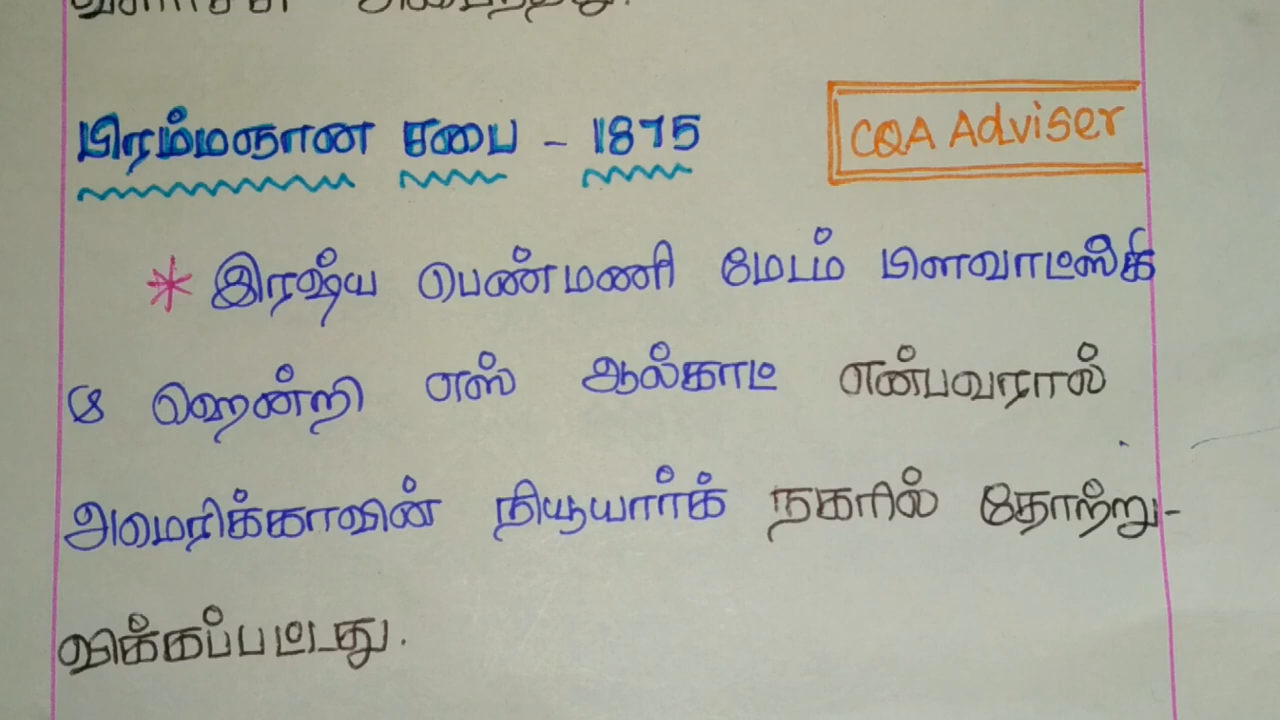 பிரம்மஞான சபை - 1875
CQA Adviser
* இரஷ்ய பெண்மணி மேடம் பிளவாட்ஸ்கி
& ஹென்றி எஸ் ஆல்காட் என்பவரால்
அமெரிக்காவின் நியூயார்க் நகரில் தோற்று-
விக்கப்பட்டது.